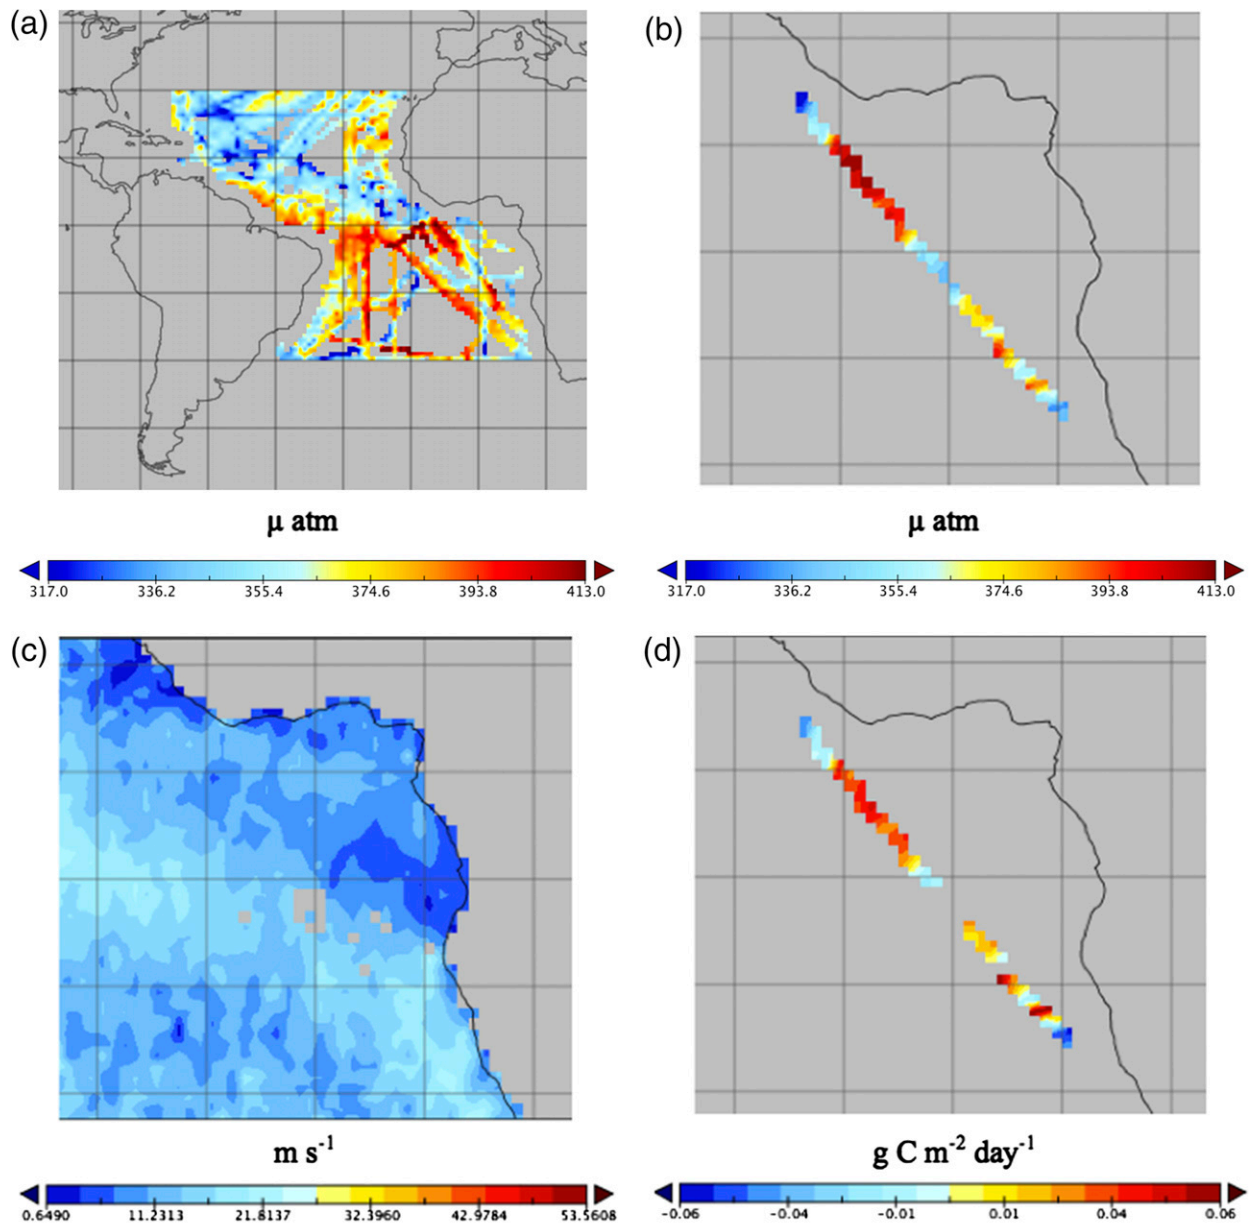 (a)
(b)
µ atm
µ atm
317.0 336.2 355.4 374.6 393.8 413.0
317.0 336.2 355.4 374.6 393.8 413.0
(c)
(d)
m s-1
g C m-2 day-1
0.6490 11.2313 21.8137 32.3960 42.9784 53.5608
-0.06 -0.04 -0.01 0.01 0.04 0.06